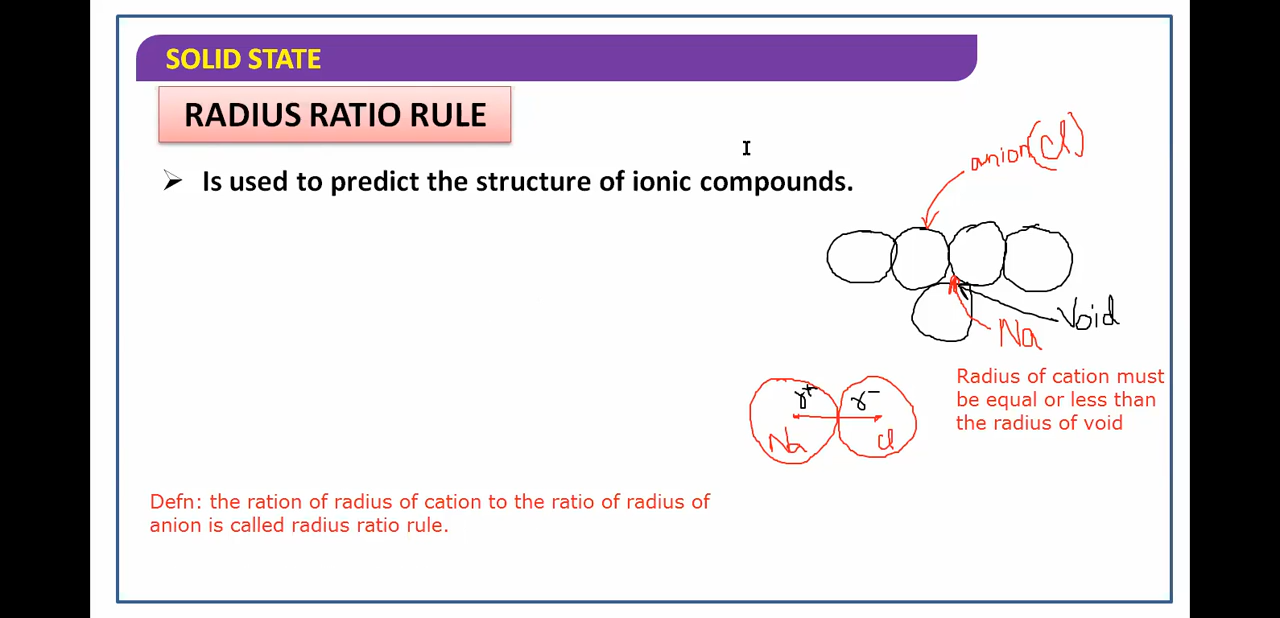 SOLID STATE
RADIUS RATIO RULE
➢ Is used to predict the structure of ionic compounds.
anion (Cl)
Void
Na
Radius of cation must
be equal or less than
the radius of void
r⁺ r⁻
Na Cl
Defn: the ration of radius of cation to the ratio of radius of
anion is called radius ratio rule.